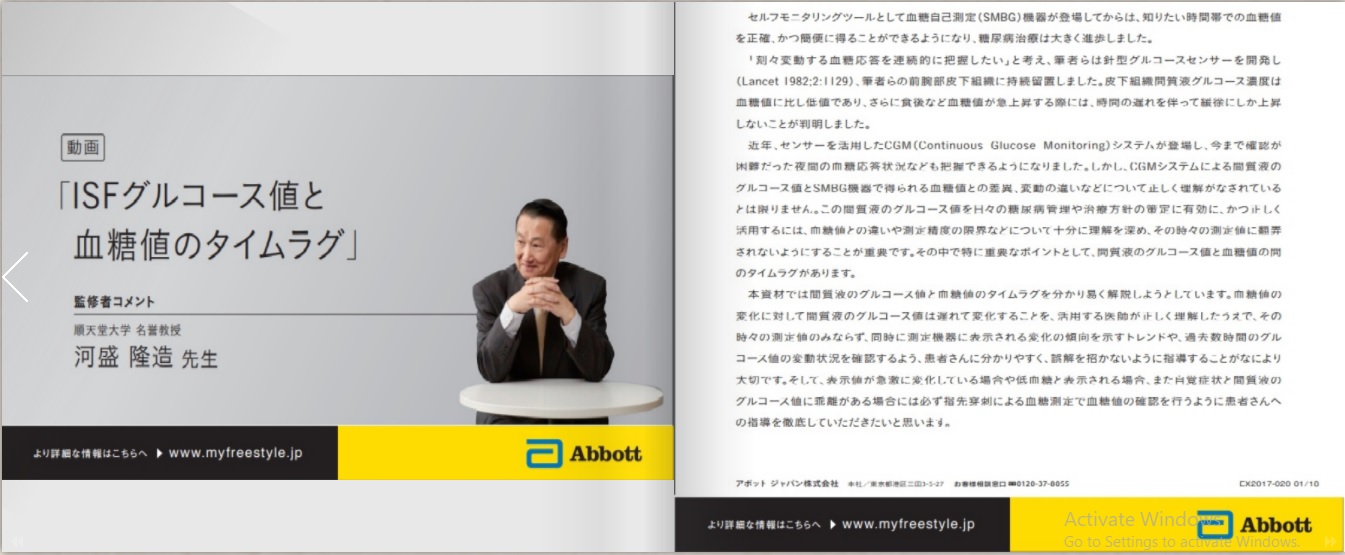 動画
「ISFグルコース値と
血糖値のタイムラグ」
監修者コメント
順天堂大学 名誉教授
河盛 隆造 先生
より詳細な情報はこちらへ ▶ www.myfreestyle.jp
Abbott
セルフモニタリングツールとして血糖自己測定(SMBG)機器が登場してからは、知りたい時間帯での血糖値
を正確、かつ簡便に得ることができるようになり、糖尿病治療は大きく進歩しました。
「刻々変動する血糖応答を連続的に把握したい」と考え、筆者らは針型グルコースセンサーを開発し
(Lancet 1982;2:1129)、筆者らの前腕部皮下組織に持続留置しました。皮下組織間質液グルコース濃度は
血糖値に比し低値であり、さらに食後など血糖値が急上昇する際には、時間の遅れを伴って緩徐にしか上昇
しないことが判明しました。
近年、センサーを活用したCGM(Continuous Glucose Monitoring)システムが登場し、今まで確認が
困難だった夜間の血糖応答状況なども把握できるようになりました。しかし、CGMシステムによる間質液の
グルコース値とSMBG機器で得られる血糖値との差異、変動の違いなどについて正しく理解がなされている
とは限りません。この間質液のグルコース値を日々の糖尿病管理や治療方針の策定に有効に、かつ正しく
活用するには、血糖値との違いや測定精度の限界などについて十分に理解を深め、その時々の測定値に翻弄
されないようにすることが重要です。その中で特に重要なポイントとして、間質液のグルコース値と血糖値の間
のタイムラグがあります。
本資材では間質液のグルコース値と血糖値のタイムラグを分かり易く解説しようとしています。血糖値の
変化に対して間質液のグルコース値は遅れて変化することを、活用する医師が正しく理解したうえで、その
時々の測定値のみならず、同時に測定機器に表示される変化の傾向を示すトレンドや、過去数時間のグル
コース値の変動状況を確認するよう、患者さんに分かりやすく、誤解を招かないように指導することがなにより
大切です。そして、表示値が急激に変化している場合や低血糖と表示される場合、また自覚症状と間質液の
グルコース値に乖離がある場合には必ず指先穿刺による血糖測定で血糖値の確認を行うように患者さんへ
の指導を徹底していただきたいと思います。
アボット ジャパン株式会社 本社／東京都港区三田3-5-27 お客様相談窓口 0120-37-8055
CX2017-020 01/10
より詳細な情報はこちらへ ▶ www.myfreestyle.jp
Abbott
Activate Windows
Go to Settings to activate Windows.